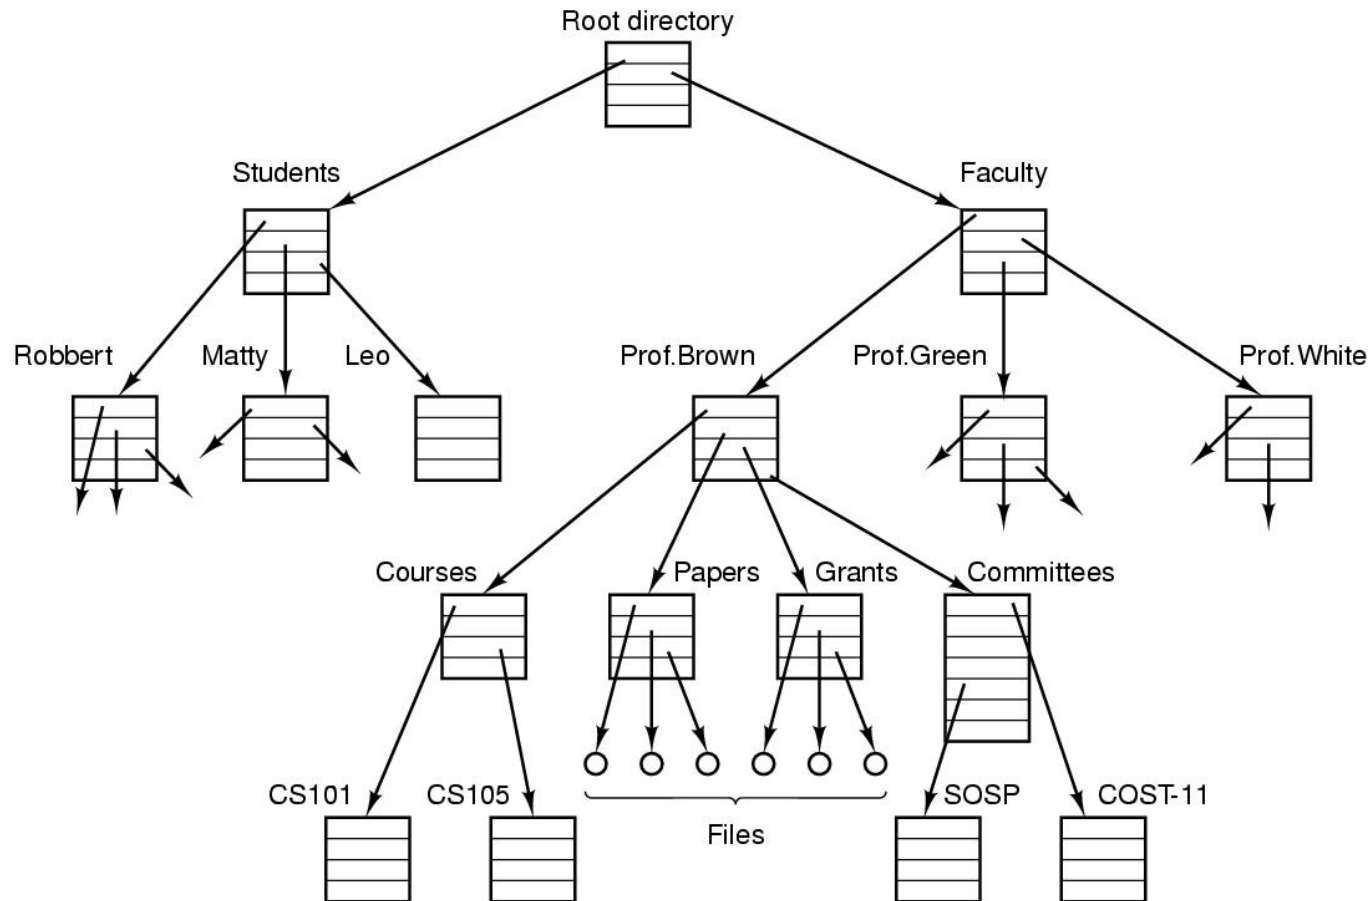 Root directory
Students
Faculty
Robbert
Matty
Leo
Prof.Brown
Prof.Green
Prof.White
Courses
Papers
Grants
Committees
CS101
CS105
SOSP
COST-11
Files